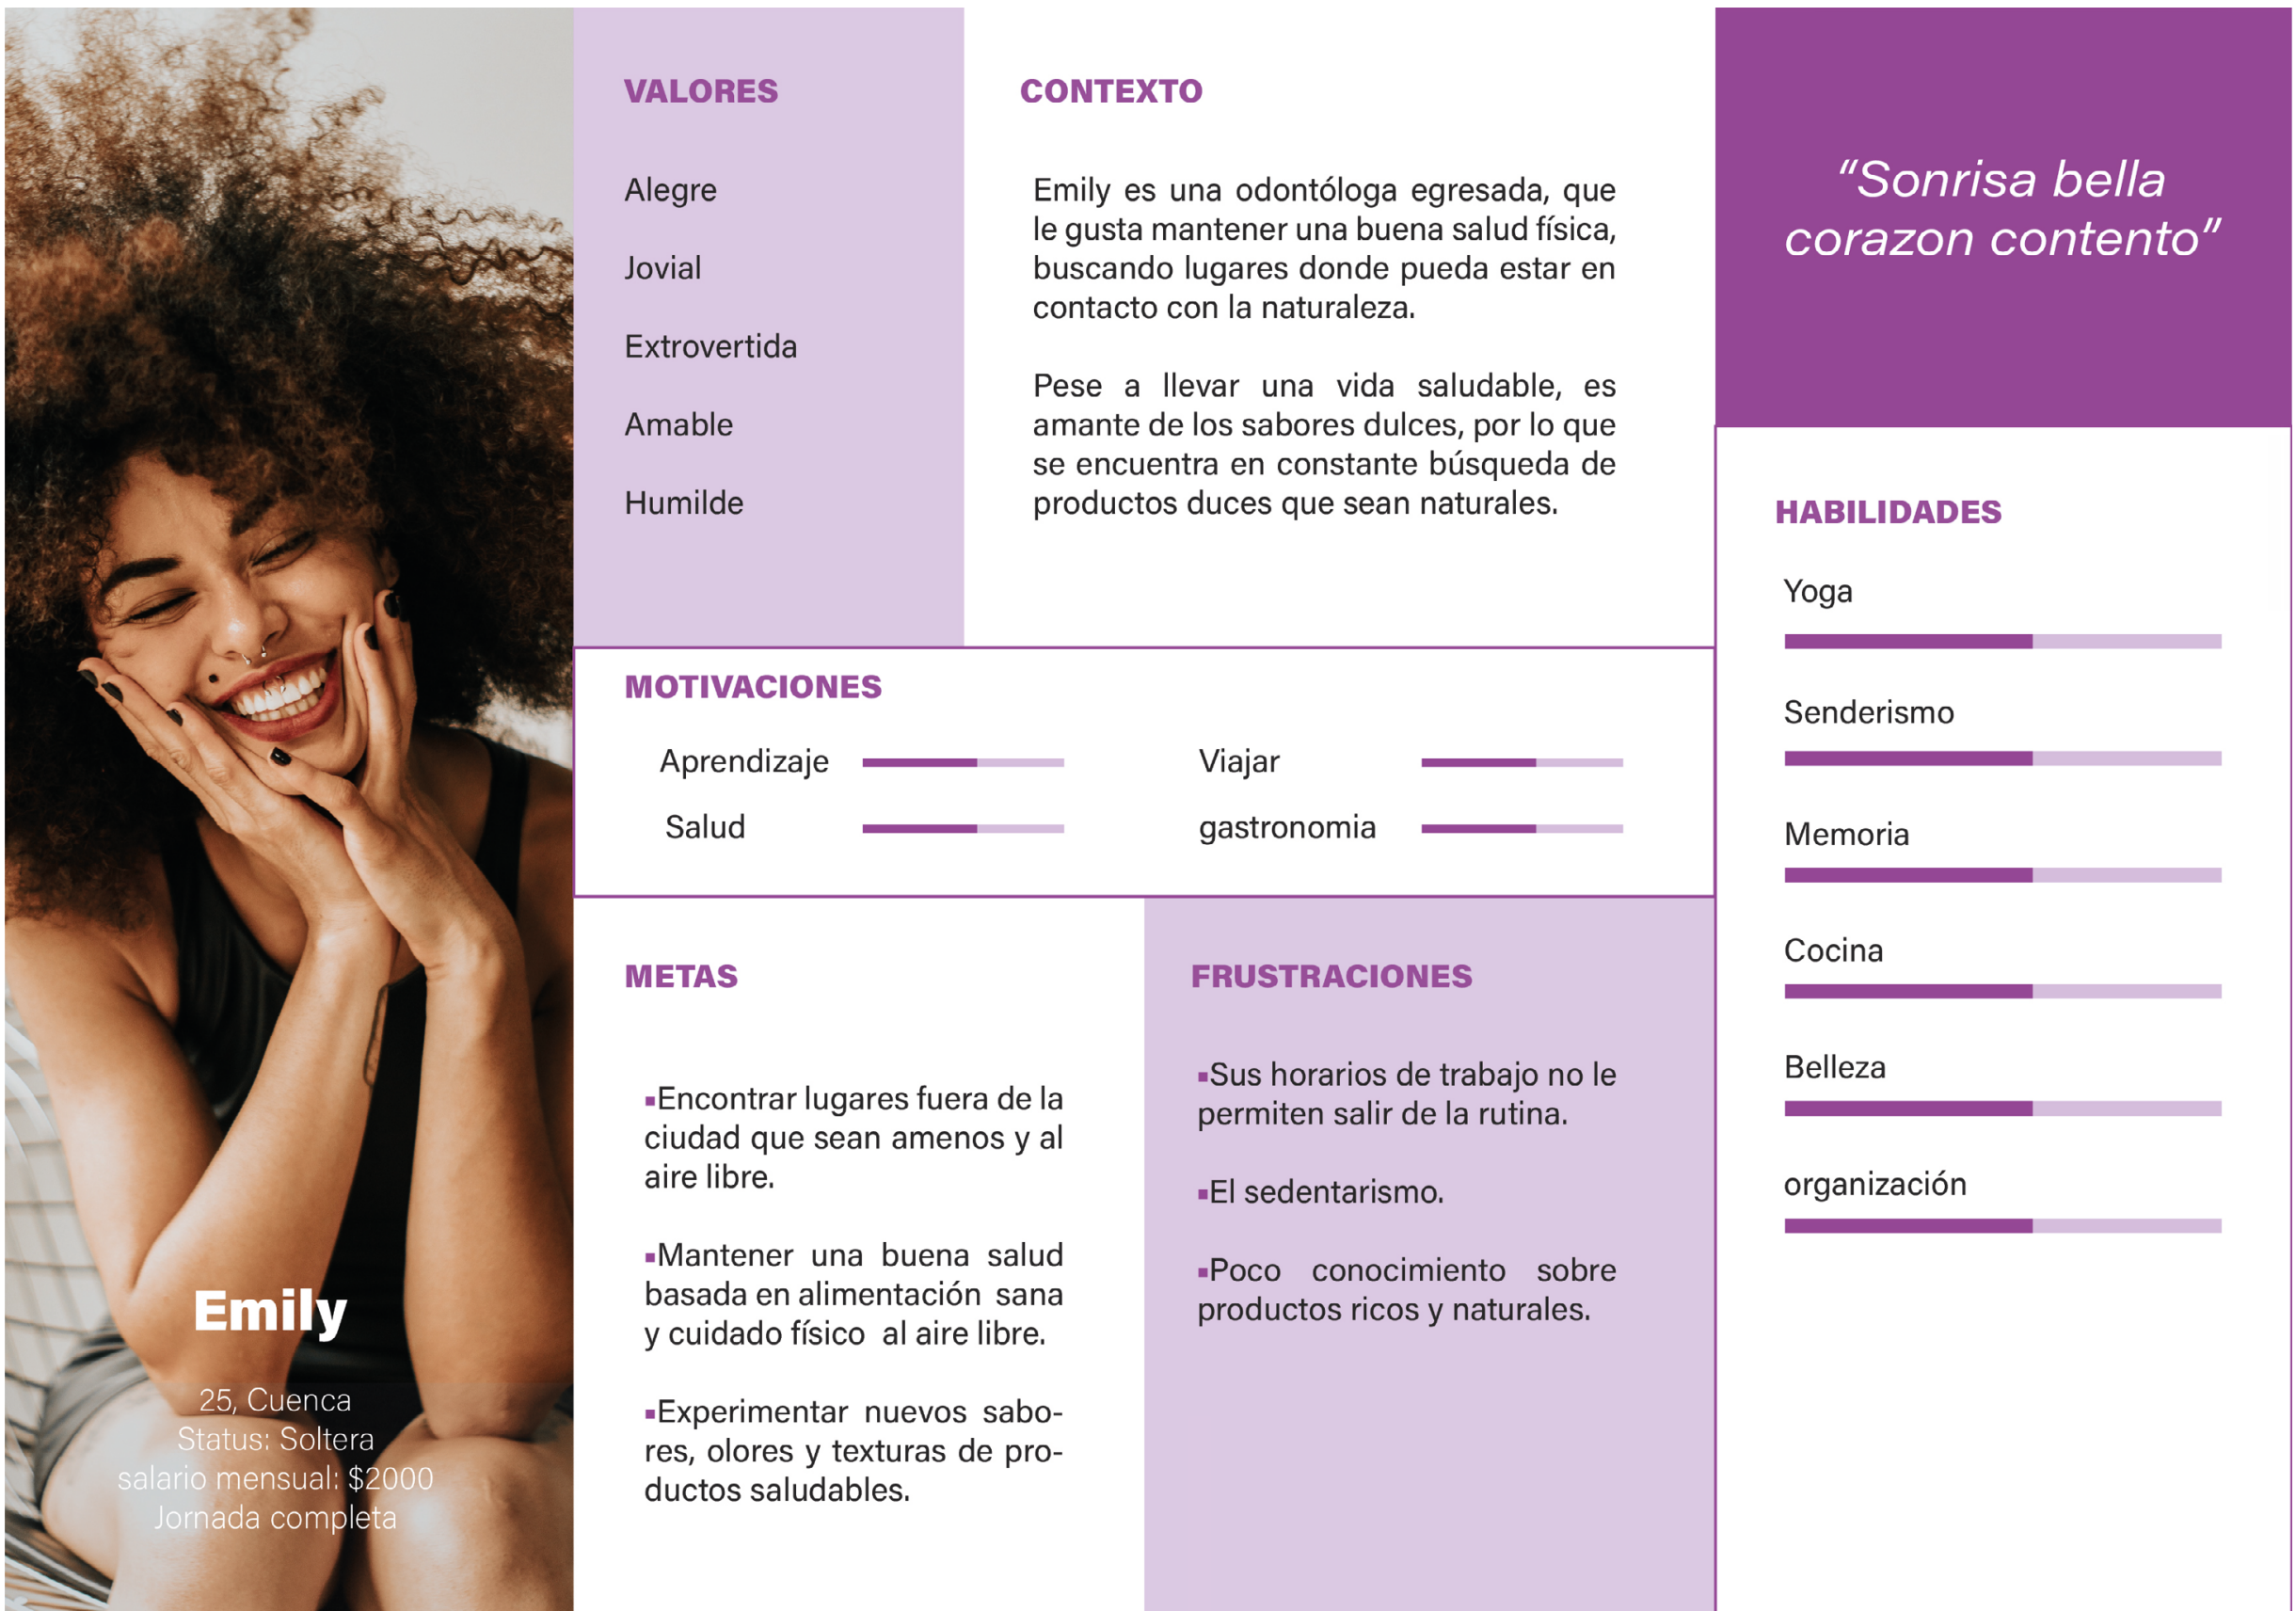 VALORES
Alegre
Jovial
Extrovertida
Amable
Humilde
CONTEXTO
Emily es una odontóloga egresada, que
le gusta mantener una buena salud física,
buscando lugares donde pueda estar en
contacto con la naturaleza.
Pese a llevar una vida saludable, es
amante de los sabores dulces, por lo que
se encuentra en constante búsqueda de
productos duces que sean naturales.
“Sonrisa bella
corazon contento”
MOTIVACIONES
Aprendizaje
Salud
Viajar
gastronomia
METAS
▪Encontrar lugares fuera de la
ciudad que sean amenos y al
aire libre.
▪Mantener una buena salud
basada en alimentación sana
y cuidado físico al aire libre.
▪Experimentar nuevos sabo-
res, olores y texturas de pro-
ductos saludables.
FRUSTRACIONES
▪Sus horarios de trabajo no le
permiten salir de la rutina.
▪El sedentarismo.
▪Poco conocimiento sobre
productos ricos y naturales.
HABILIDADES
Yoga
Senderismo
Memoria
Cocina
Belleza
organización
Emily
25, Cuenca
Status: Soltera
salario mensual: $2000
Jornada completa